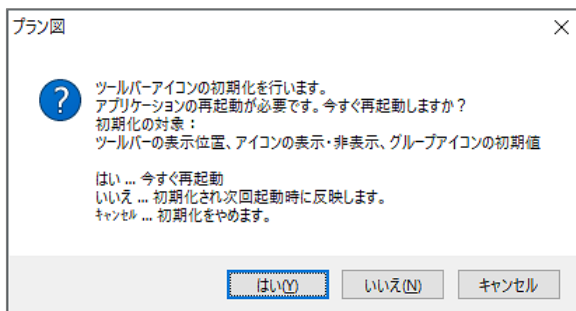 プラン図
ツールバーアイコンの初期化を行います。
アプリケーションの再起動が必要です。今すぐ再起動しますか？
初期化の対象：
ツールバーの表示位置、アイコンの表示・非表示、グループアイコンの初期値
はい ... 今すぐ再起動
いいえ ... 初期化され次回起動時に反映します。
ｷｬﾝｾﾙ ... 初期化をやめます。
はい(Y) いいえ(N) キャンセル